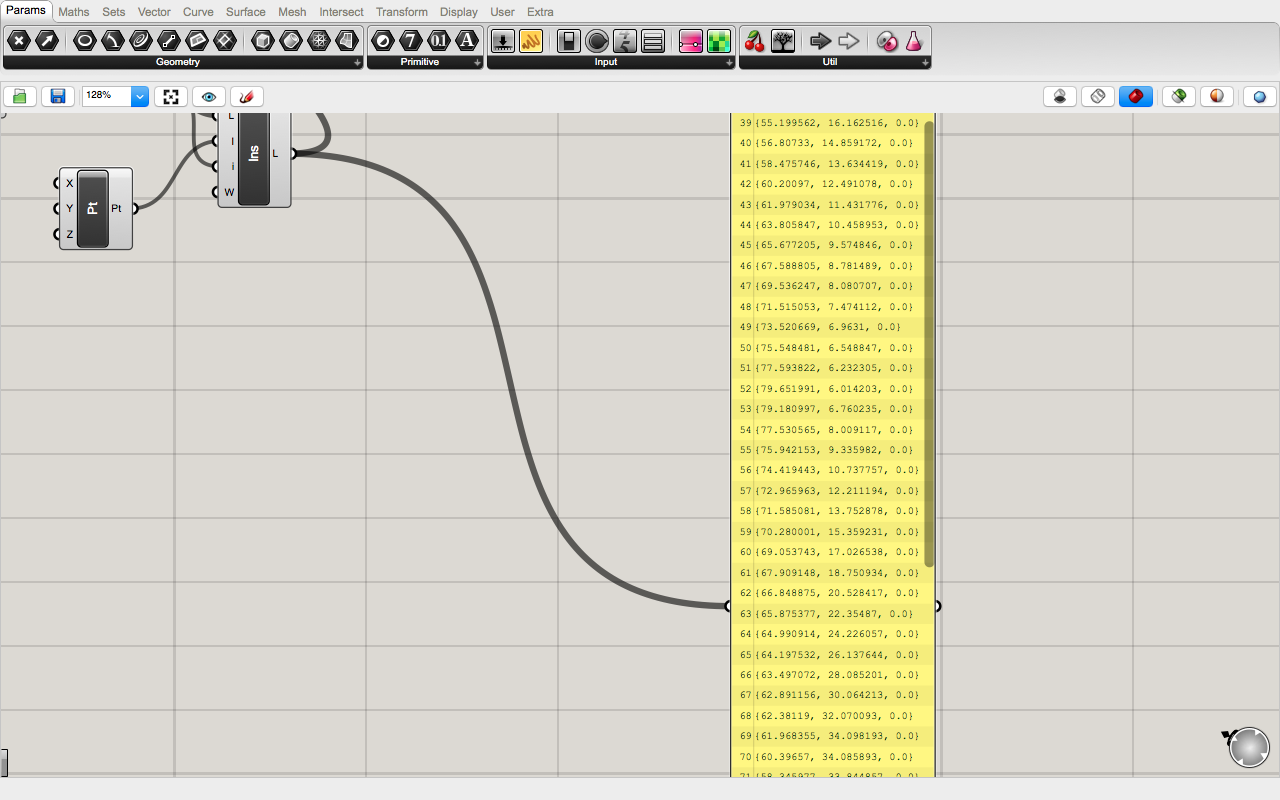 Params Maths Sets Vector Curve Surface Mesh Intersect Transform Display User Extra
7 0.1 A
Geometry Primitive Input Util
128%
L
I
i
W
Ins
L
X
Y
Z
Pt
Pt
39 {55.199562, 16.162516, 0.0}
40 {56.80733, 14.859172, 0.0}
41 {58.475746, 13.634419, 0.0}
42 {60.20097, 12.491078, 0.0}
43 {61.979034, 11.431776, 0.0}
44 {63.805847, 10.458953, 0.0}
45 {65.677205, 9.574846, 0.0}
46 {67.588805, 8.781489, 0.0}
47 {69.536247, 8.080707, 0.0}
48 {71.515053, 7.474112, 0.0}
49 {73.520669, 6.9631, 0.0}
50 {75.548481, 6.548847, 0.0}
51 {77.593822, 6.232305, 0.0}
52 {79.651991, 6.014203, 0.0}
53 {79.180997, 6.760235, 0.0}
54 {77.530565, 8.009117, 0.0}
55 {75.942153, 9.335982, 0.0}
56 {74.419443, 10.737757, 0.0}
57 {72.965963, 12.211194, 0.0}
58 {71.585081, 13.752878, 0.0}
59 {70.280001, 15.359231, 0.0}
60 {69.053743, 17.026538, 0.0}
61 {67.909148, 18.750934, 0.0}
62 {66.848875, 20.528417, 0.0}
63 {65.875377, 22.35487, 0.0}
64 {64.990914, 24.226057, 0.0}
65 {64.197532, 26.137644, 0.0}
66 {63.497072, 28.085201, 0.0}
67 {62.891156, 30.064213, 0.0}
68 {62.38119, 32.070093, 0.0}
69 {61.968355, 34.098193, 0.0}
70 {60.39657, 34.085893, 0.0}
71 {58.345977, 33.844857, 0.0}